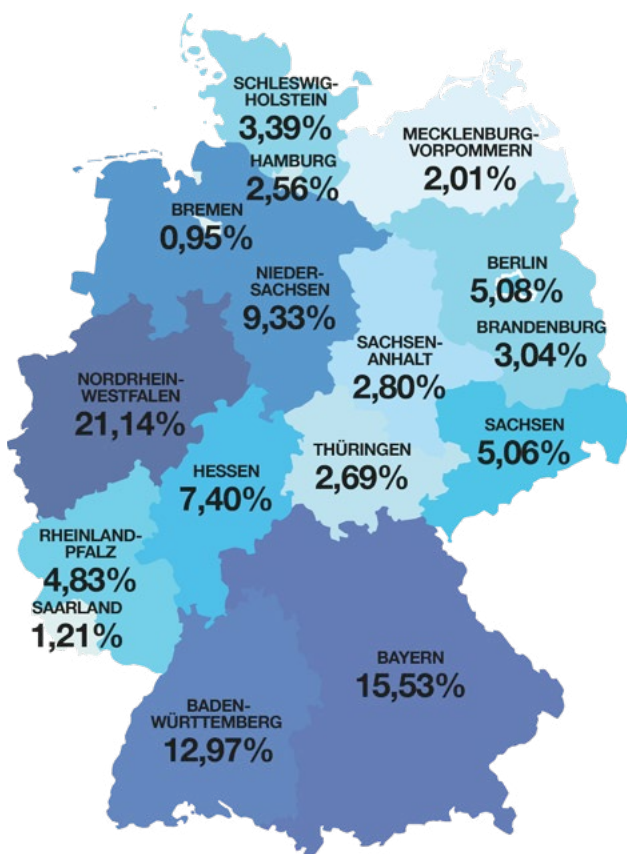 SCHLESWIG-
HOLSTEIN
3,39%
HAMBURG
2,56%
MECKLENBURG-
VORPOMMERN
2,01%
BREMEN
0,95%
NIEDER-
SACHSEN
9,33%
BERLIN
5,08%
BRANDENBURG
3,04%
SACHSEN-
ANHALT
2,80%
NORDRHEIN-
WESTFALEN
21,14%
SACHSEN
5,06%
THÜRINGEN
2,69%
HESSEN
7,40%
RHEINLAND-
PFALZ
4,83%
SAARLAND
1,21%
BAYERN
15,53%
BADEN-
WÜRTTEMBERG
12,97%